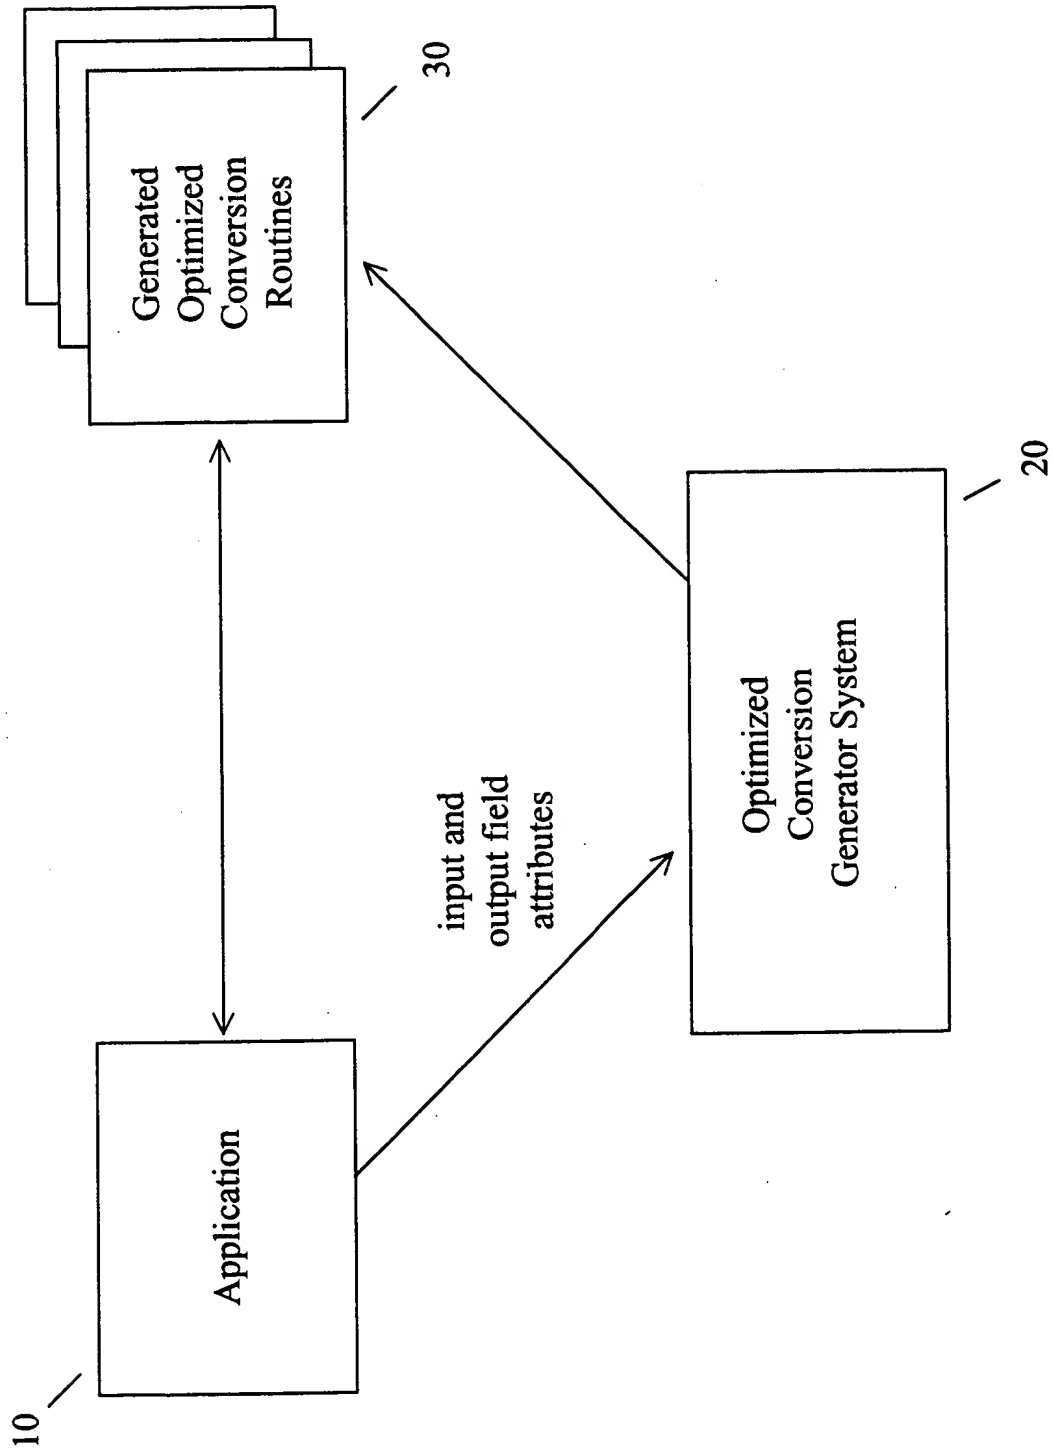 10
Application
Generated
Optimized
Conversion
Routines
30
input and
output field
attributes
Optimized
Conversion
Generator System
20